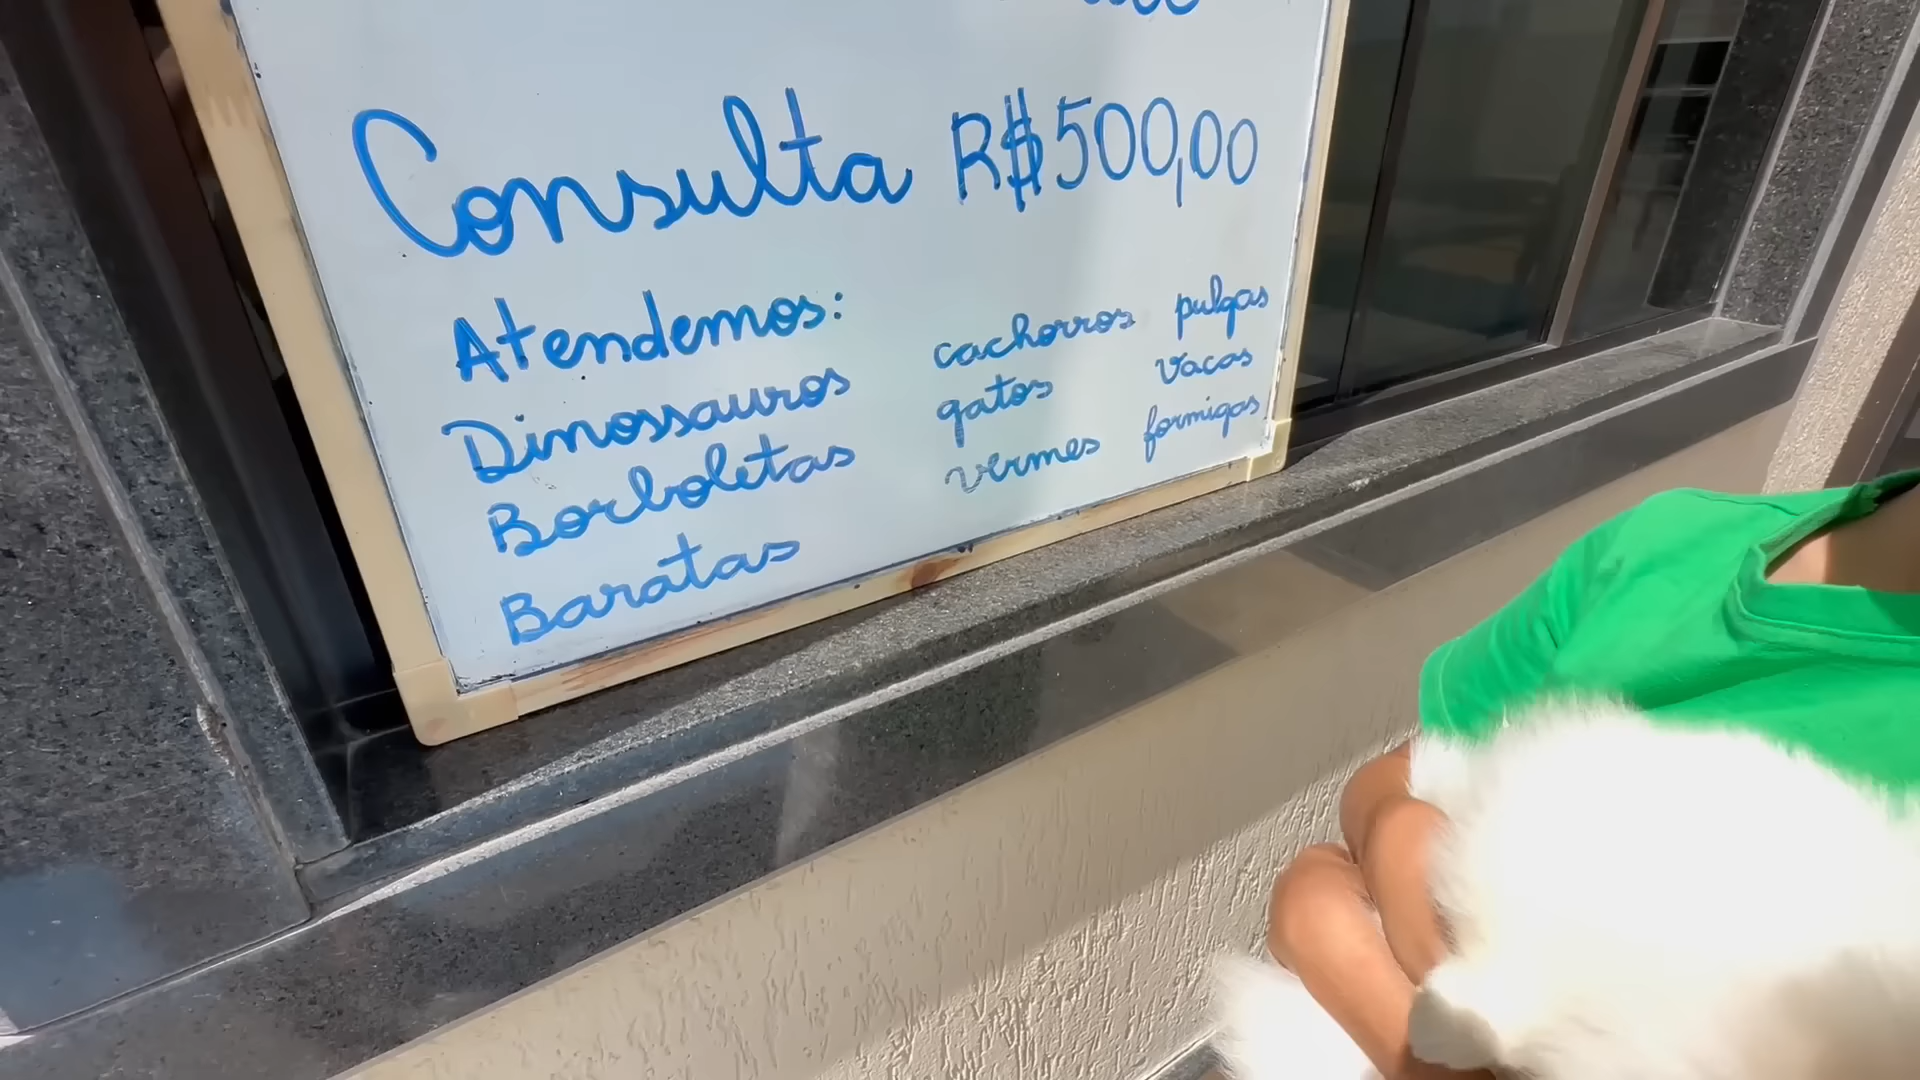 Consulta R$500,00
Atendemos:
Dinossauros
Borboletas
Baratas
cachorros
gatos
vermes
pulgas
vacas
formigas